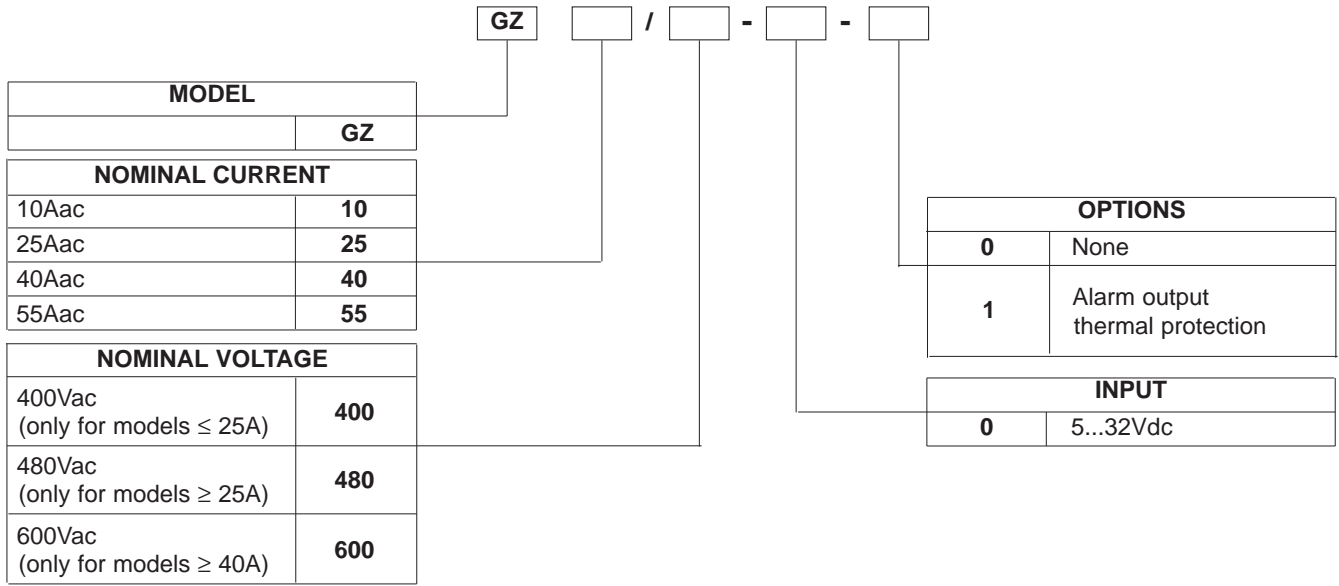 GZ / - -
MODEL
GZ
NOMINAL CURRENT
10Aac 10
25Aac 25
40Aac 40
55Aac 55
NOMINAL VOLTAGE
400Vac
(only for models ≤ 25A) 400
480Vac
(only for models ≥ 25A) 480
600Vac
(only for models ≥ 40A) 600
OPTIONS
0 None
1 Alarm output
thermal protection
INPUT
0 5...32Vdc